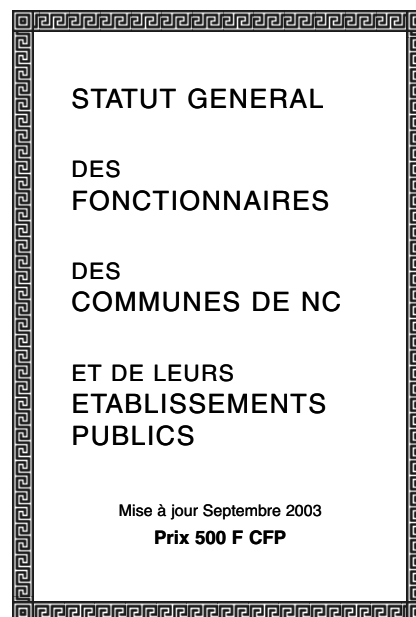 STATUT GENERAL
DES
FONCTIONNAIRES
DES
COMMUNES DE NC
ET DE LEURS
ETABLISSEMENTS
PUBLICS
Mise à jour Septembre 2003
Prix 500 F CFP